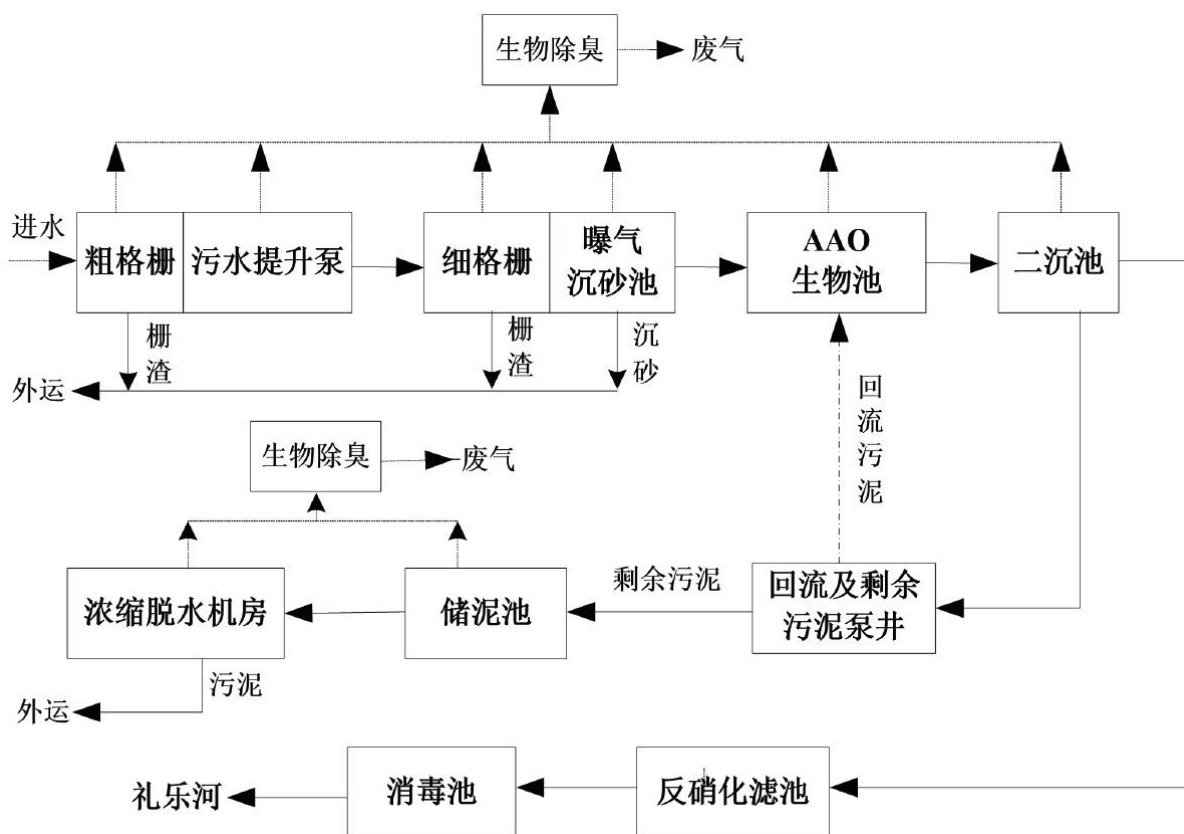 生物除臭
废气
进水
粗格栅
污水提升泵
细格栅
曝气
沉砂池
AAO
生物池
二沉池
栅
渣
栅
渣
沉
砂
外运
回
流
污
泥
生物除臭
废气
浓缩脱水机房
储泥池
剩余污泥
回流及剩余
污泥泵井
污泥
外运
礼乐河
消毒池
反硝化滤池